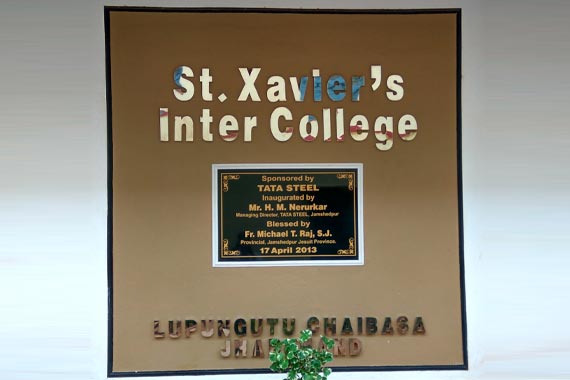 St. Xavier's
Inter College
Sponsored by
TATA STEEL
Inaugurated by
Mr. H. M. Nerurkar
Managing Director, TATA STEEL, Jamshedpur
Blessed by
Fr. Michael T. Raj, S.J.
Provincial, Jamshedpur Jesuit Province.
17 April 2013
LUPUNGUTU CHAIBASA
JHARKHAND